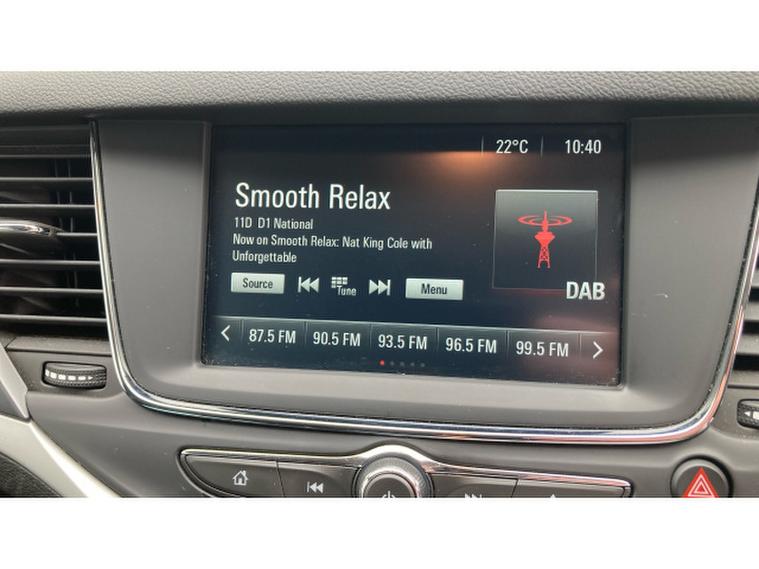 22°C 10:40
Smooth Relax
11D D1 National
Now on Smooth Relax: Nat King Cole with
Unforgettable
Source Tune Menu
DAB
87.5 FM 90.5 FM 93.5 FM 96.5 FM 99.5 FM